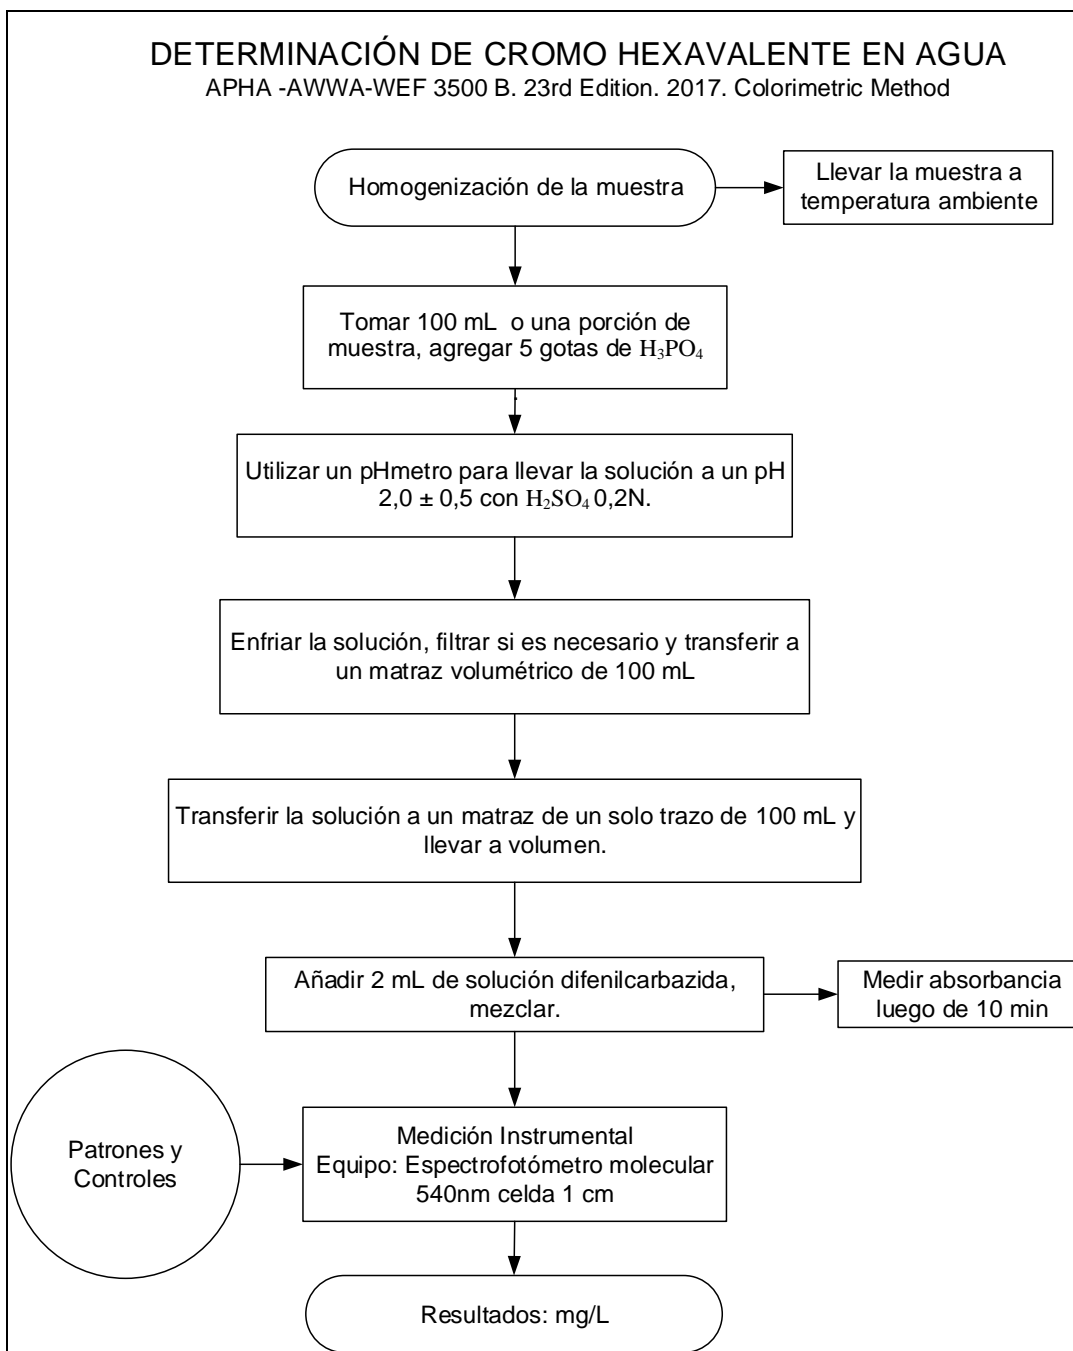 DETERMINACIÓN DE CROMO HEXAVALENTE EN AGUA
APHA -AWWA-WEF 3500 B. 23rd Edition. 2017. Colorimetric Method
Homogenización de la muestra
Llevar la muestra a
temperatura ambiente
Tomar 100 mL o una porción de
muestra, agregar 5 gotas de H₃PO₄
.
Utilizar un pHmetro para llevar la solución a un pH
2,0 ± 0,5 con H₂SO₄ 0,2N.
Enfriar la solución, filtrar si es necesario y transferir a
un matraz volumétrico de 100 mL
Transferir la solución a un matraz de un solo trazo de 100 mL y
llevar a volumen.
Añadir 2 mL de solución difenilcarbazida,
mezclar.
Medir absorbancia
luego de 10 min
Patrones y
Controles
Medición Instrumental
Equipo: Espectrofotómetro molecular
540nm celda 1 cm
Resultados: mg/L